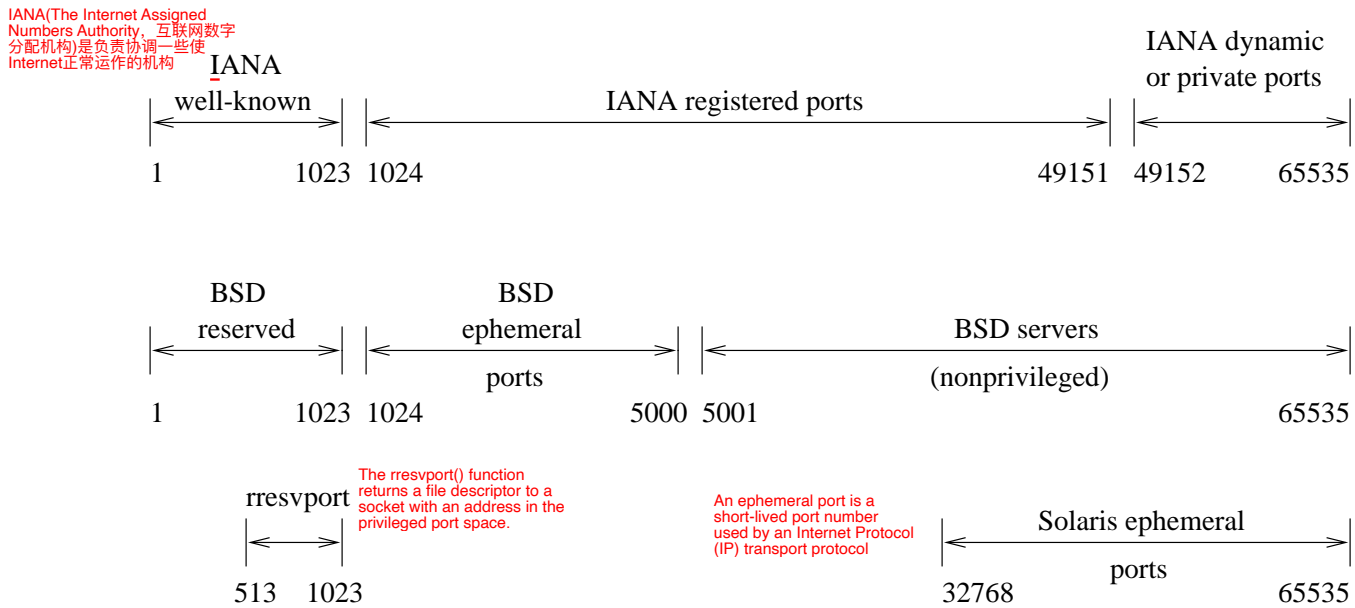 IANA(The Internet Assigned
Numbers Authority，互联网数字
分配机构)是负责协调一些使
Internet正常运作的机构
IANA
well-known
IANA registered ports
IANA dynamic
or private ports
1 1023 1024 49151 49152 65535
BSD
reserved
BSD
ephemeral
ports
BSD servers
(nonprivileged)
1 1023 1024 5000 5001 65535
rresvport
The rresvport() function
returns a file descriptor to a
socket with an address in the
privileged port space.
An ephemeral port is a
short-lived port number
used by an Internet Protocol
(IP) transport protocol
Solaris ephemeral
ports
513 1023 32768 65535